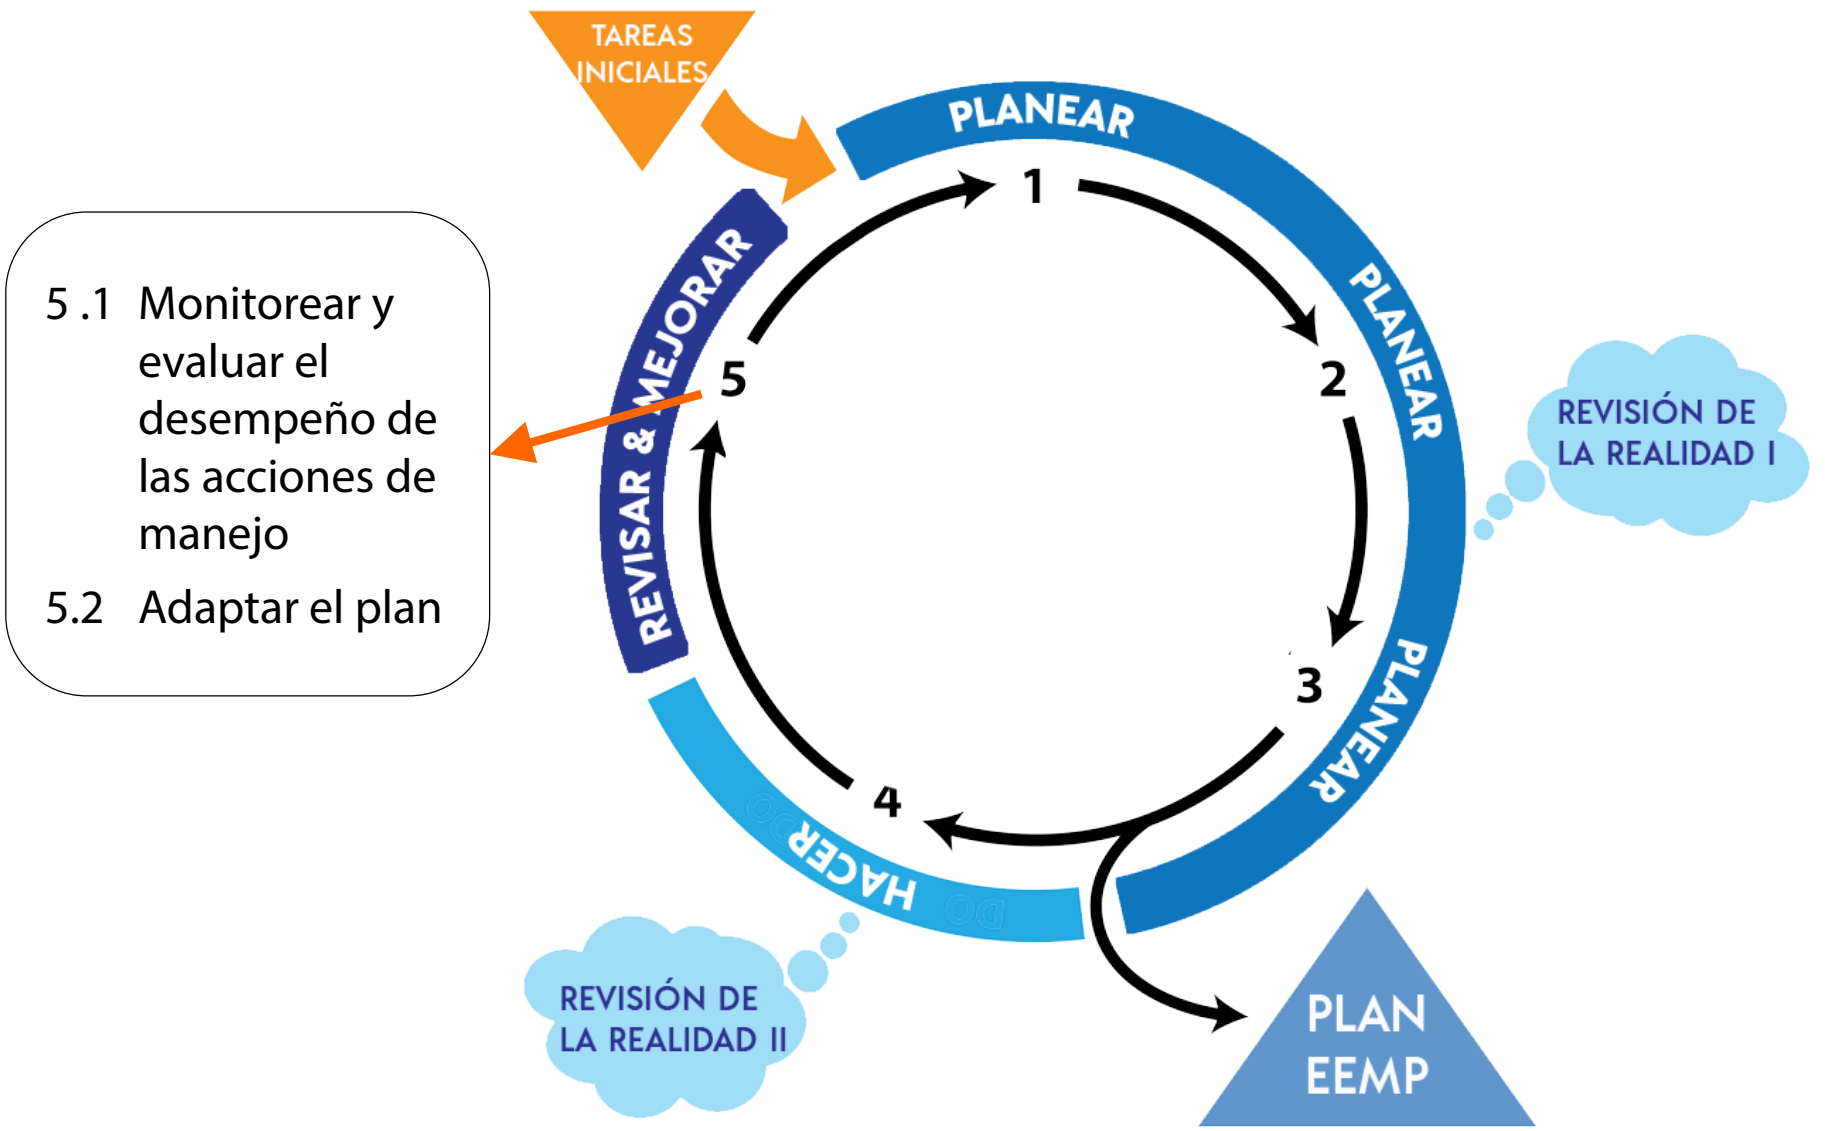 TAREAS
INICIALES
PLANEAR
1
PLANEAR
2
REVISIÓN DE
LA REALIDAD I
PLANEAR
3
PLAN
EEMP
HACER
DO
DO
4
REVISIÓN DE
LA REALIDAD II
REVISAR & MEJORAR
5
5 .1 Monitorear y
evaluar el
desempeño de
las acciones de
manejo
5.2 Adaptar el plan